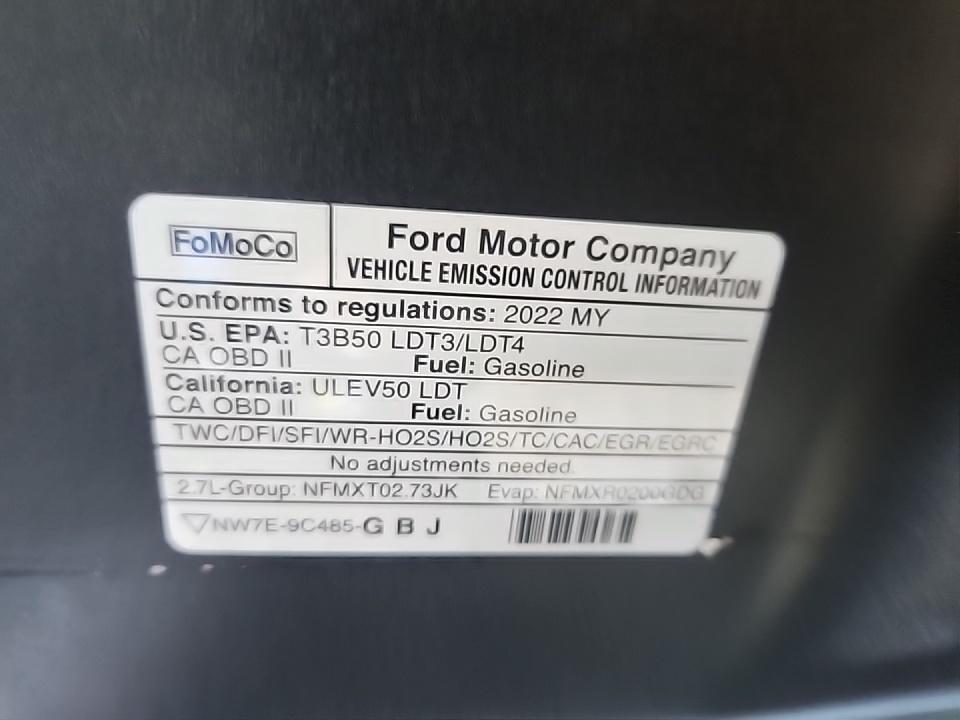 FoMoCo
Ford Motor Company
VEHICLE EMISSION CONTROL INFORMATION
Conforms to regulations: 2022 MY
U.S. EPA: T3B50 LDT3/LDT4
CA OBD II Fuel: Gasoline
California: ULEV50 LDT
CA OBD II Fuel: Gasoline
TWC/DFI/SFI/WR-HO2S/HO2S/TC/CAC/EGR/EGRC
No adjustments needed.
2.7L-Group: NFMXT02.73JK Evap: NFMXR0200GDG
NW7E-9C485-G B J